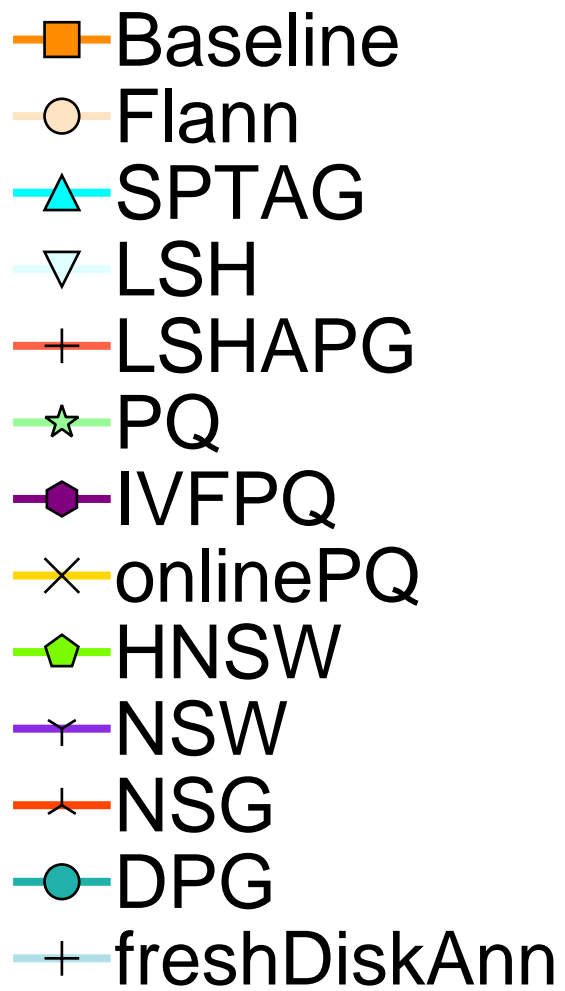 Baseline
Flann
SPTAG
LSH
LSHAPG
PQ
IVFPQ
onlinePQ
HNSW
NSW
NSG
DPG
freshDiskAnn